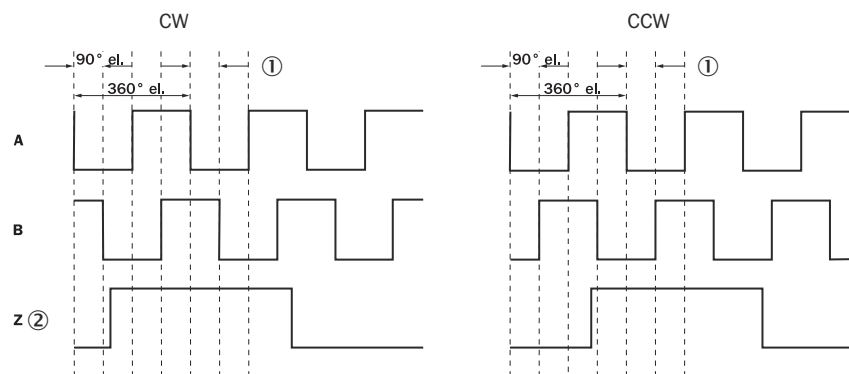 CW CCW
90° el. ① 90° el. ①
360° el. 360° el.
A
B
Z ②